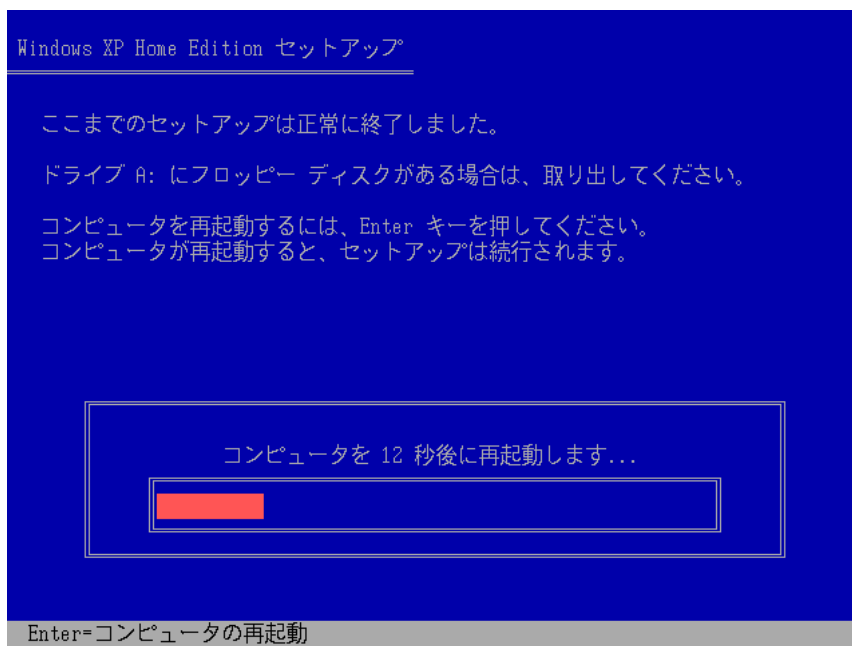 Windows XP Home Edition セットアップ
ここまでのセットアップは正常に終了しました。
ドライブ A: にフロッピー ディスクがある場合は、取り出してください。
コンピュータを再起動するには、Enter キーを押してください。
コンピュータが再起動すると、セットアップは続行されます。
コンピュータを 12 秒後に再起動します...
Enter=コンピュータの再起動